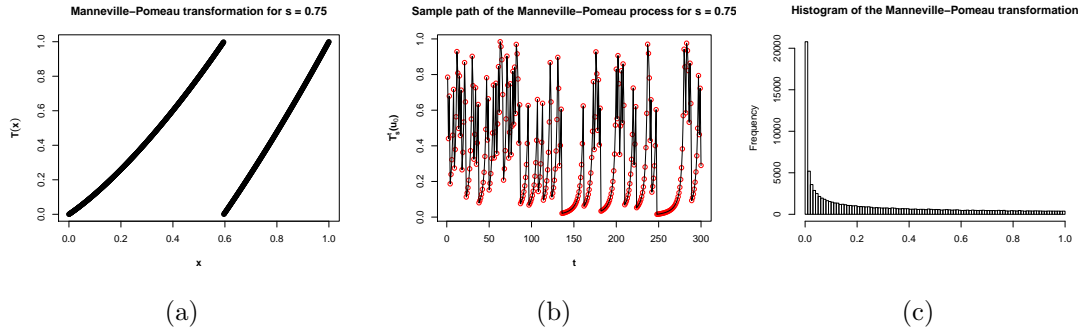 Manneville−Pomeau transformation for s = 0.75
T(x)
0.0 0.2 0.4 0.6 0.8 1.0
0.0 0.2 0.4 0.6 0.8 1.0
x
(a)
Sample path of the Manneville−Pomeau process for s = 0.75
T_s^t(u_0)
0.0 0.2 0.4 0.6 0.8 1.0
0 50 100 150 200 250 300
t
(b)
Histogram of the Manneville−Pomeau transformation
Frequency
0 5000 10000 15000 20000
0.0 0.2 0.4 0.6 0.8 1.0
(c)